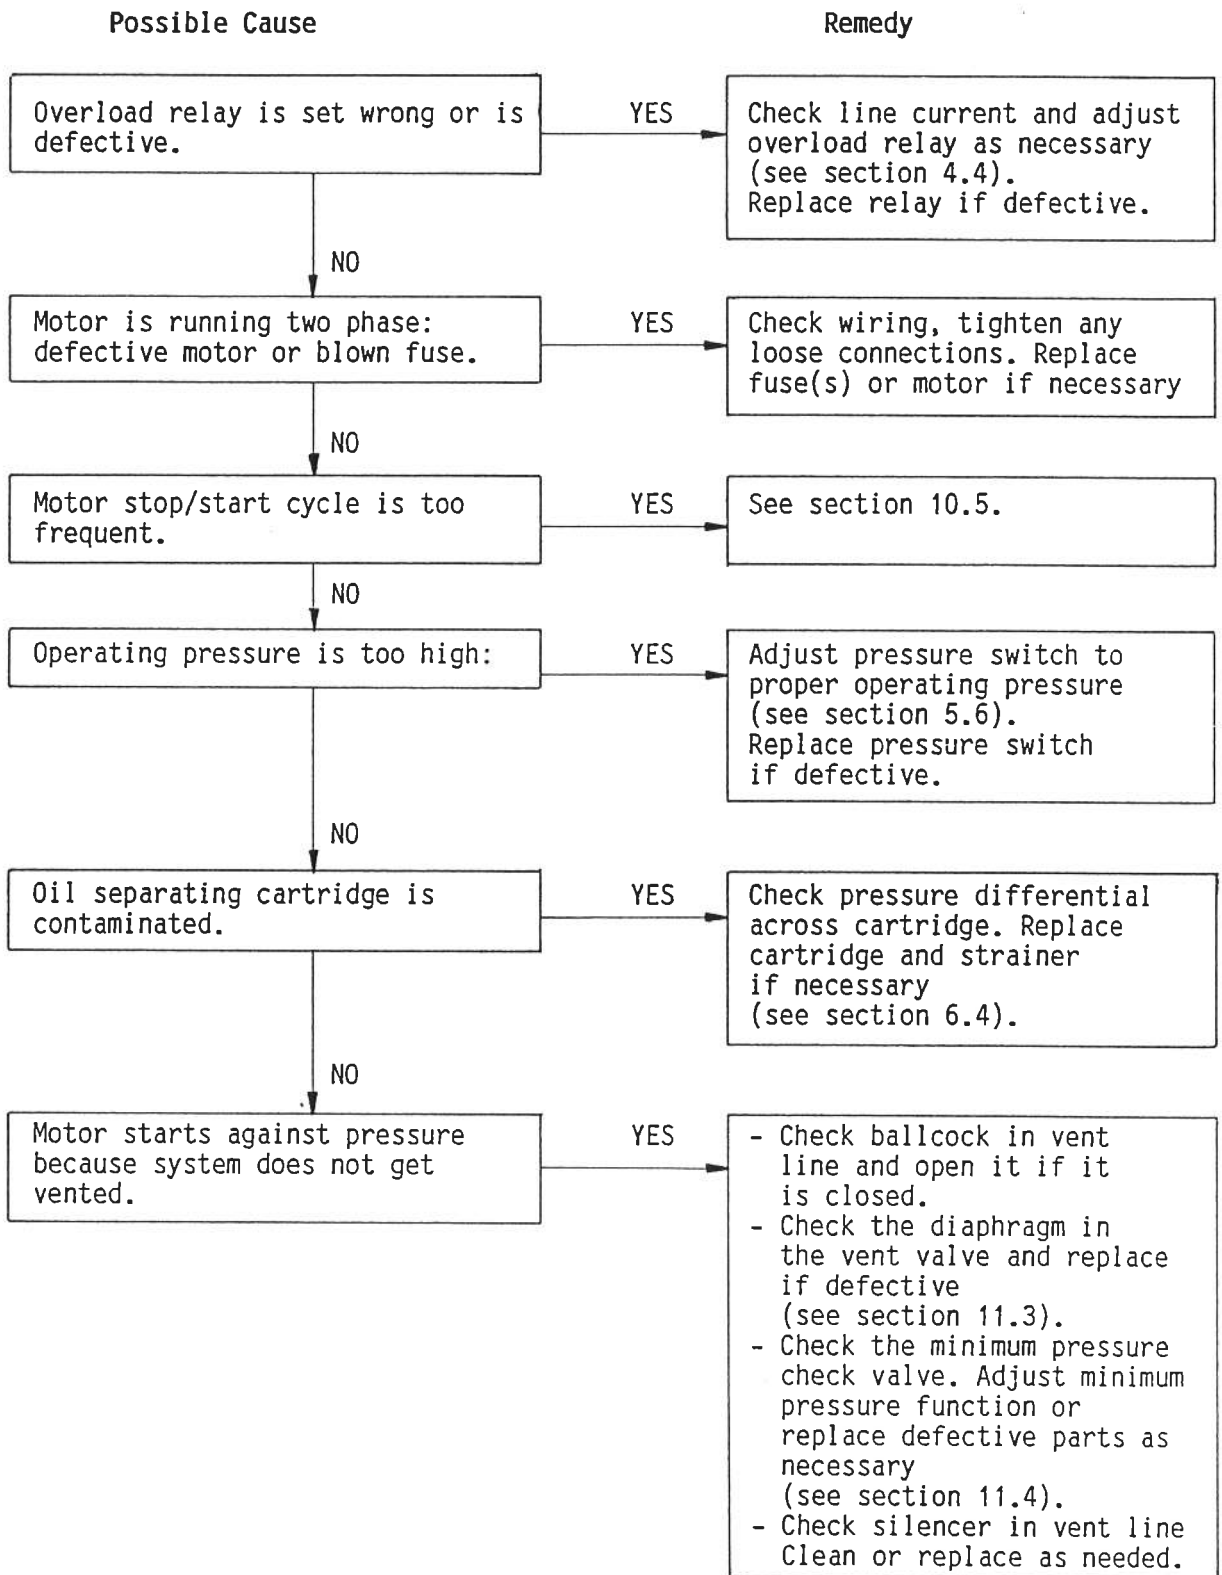 Possible Cause
Remedy
Overload relay is set wrong or is
defective.
YES
Check line current and adjust
overload relay as necessary
(see section 4.4).
Replace relay if defective.
NO
Motor is running two phase:
defective motor or blown fuse.
YES
Check wiring, tighten any
loose connections. Replace
fuse(s) or motor if necessary
NO
Motor stop/start cycle is too
frequent.
YES
See section 10.5.
NO
Operating pressure is too high:
YES
Adjust pressure switch to
proper operating pressure
(see section 5.6).
Replace pressure switch
if defective.
NO
Oil separating cartridge is
contaminated.
YES
Check pressure differential
across cartridge. Replace
cartridge and strainer
if necessary
(see section 6.4).
NO
Motor starts against pressure
because system does not get
vented.
YES
- Check ballcock in vent
line and open it if it
is closed.
- Check the diaphragm in
the vent valve and replace
if defective
(see section 11.3).
- Check the minimum pressure
check valve. Adjust minimum
pressure function or
replace defective parts as
necessary
(see section 11.4).
- Check silencer in vent line
Clean or replace as needed.